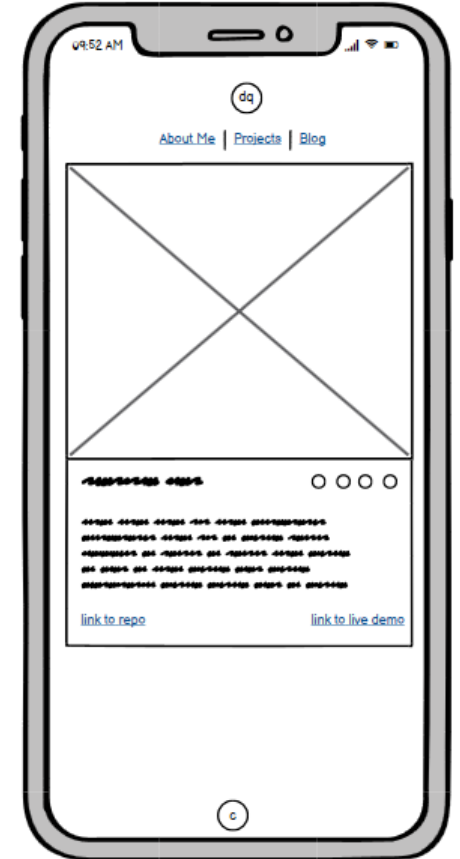 09:52 AM
dq
About Me | Projects | Blog
link to repo
link to live demo
c